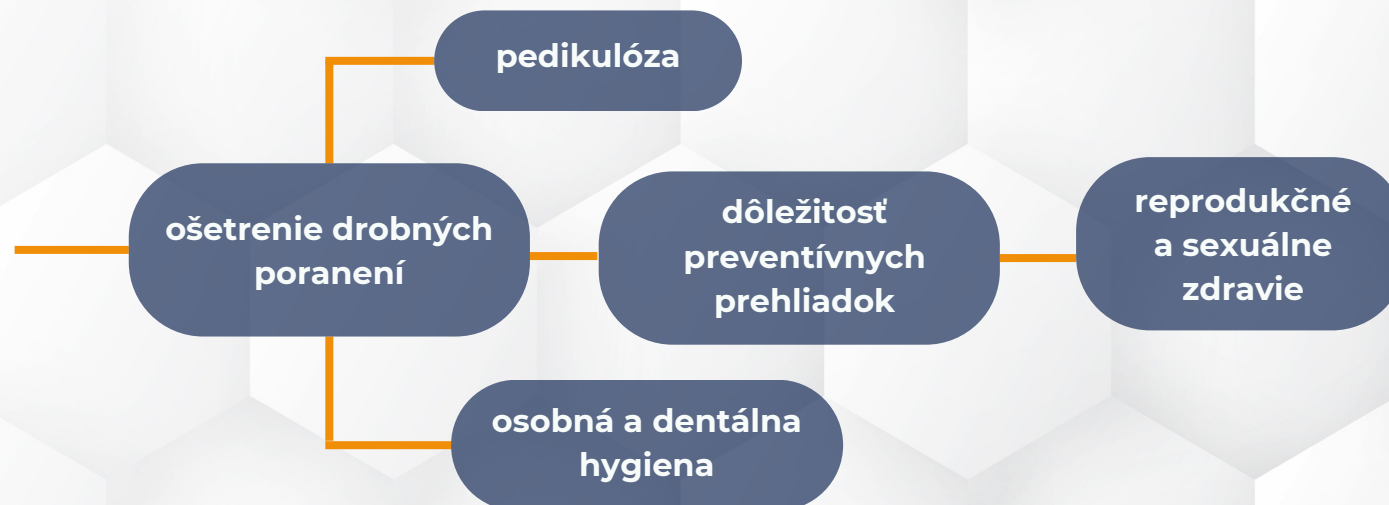 pedikulóza
ošetrenie drobných
poranení
dôležitosť
preventívnych
prehliadok
reprodukčné
a sexuálne
zdravie
osobná a dentálna
hygiena